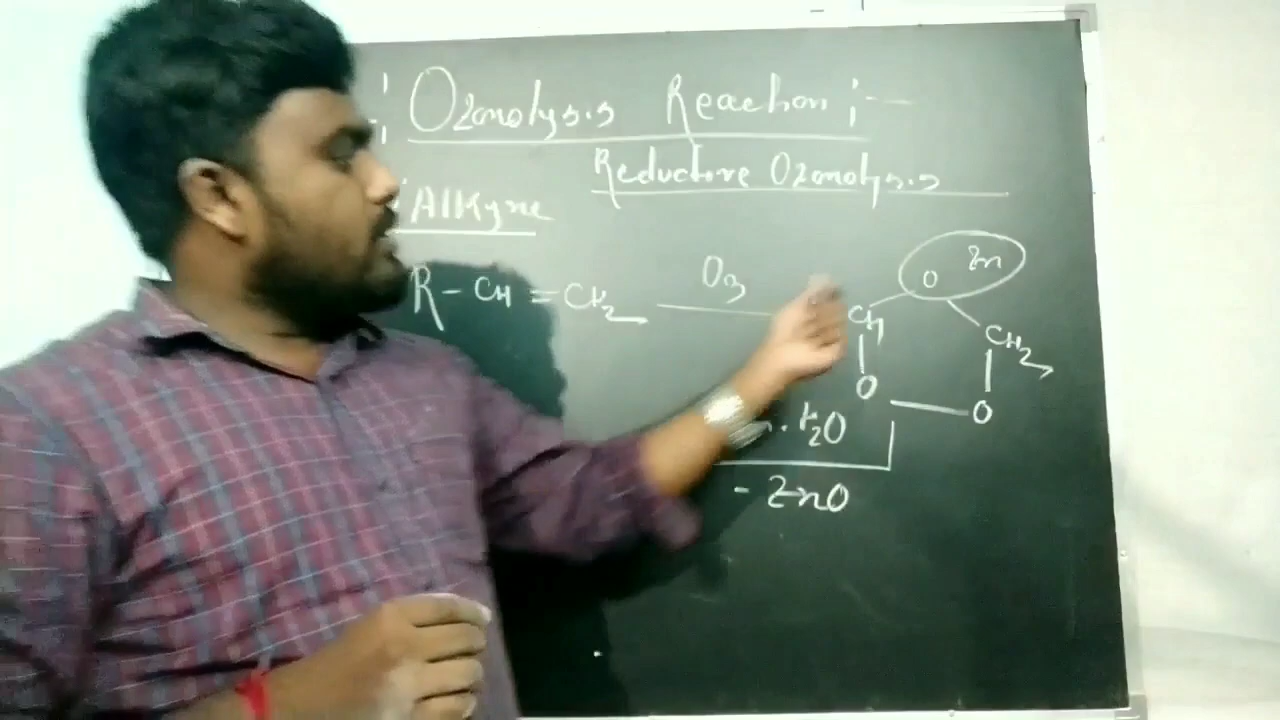 Ozonolysis Reaction :-
Reductive Ozonolysis
Alkyne
R - CH = CH2
O3
O Zn
CH
CH2
O
O
. H2O
- ZnO